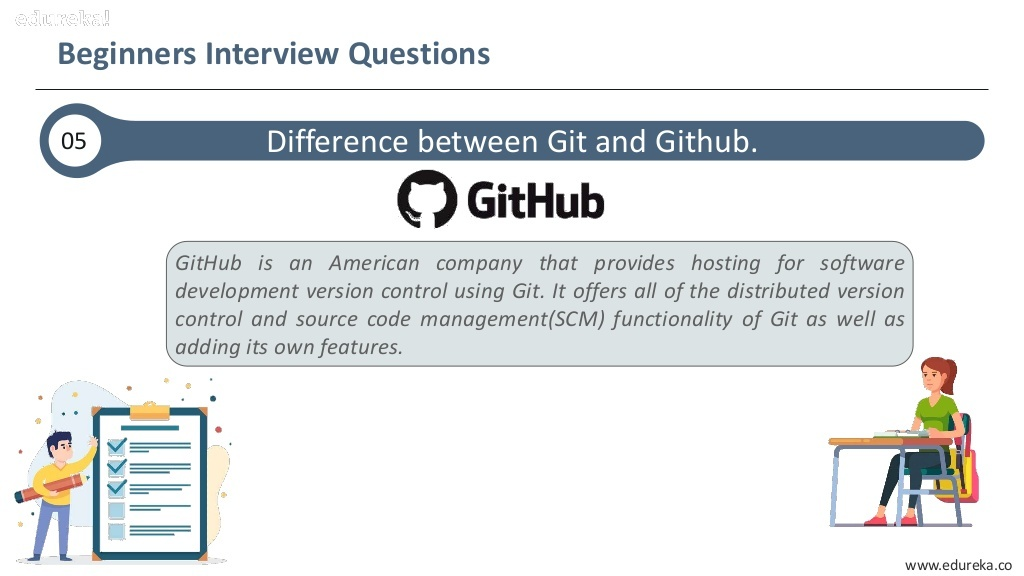 edureka!
Beginners Interview Questions
05
Difference between Git and Github.
GitHub
GitHub is an American company that provides hosting for software
development version control using Git. It offers all of the distributed version
control and source code management(SCM) functionality of Git as well as
adding its own features.
www.edureka.co